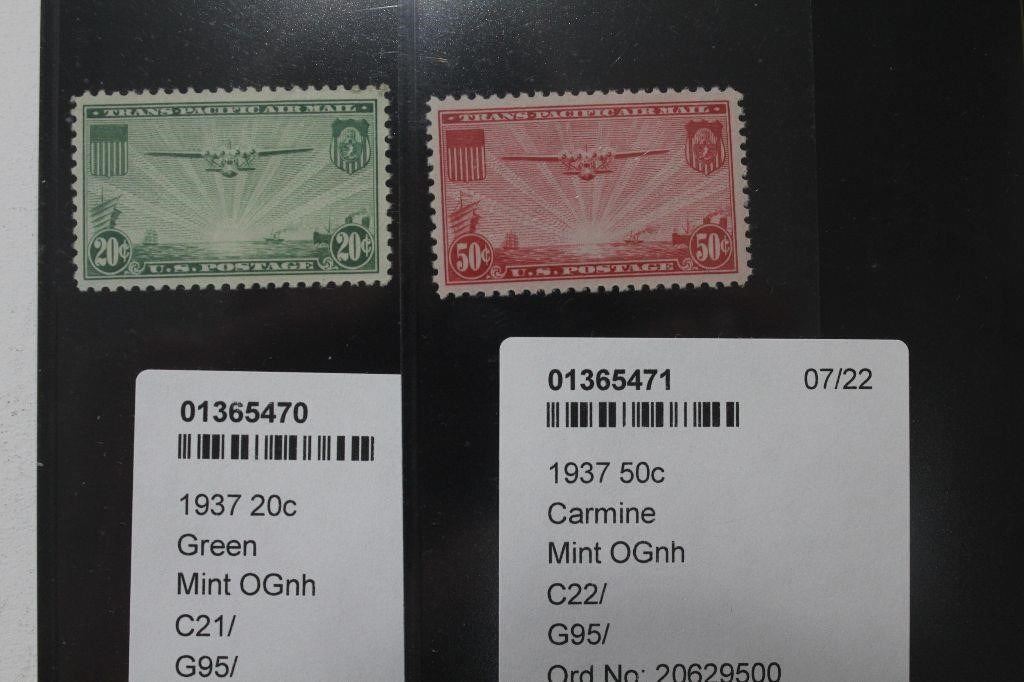 TRANS-PACIFIC AIR MAIL
20¢ 20¢
U.S. POSTAGE
TRANS-PACIFIC AIR MAIL
50¢ 50¢
U.S. POSTAGE
01365470
1937 20c
Green
Mint OGnh
C21/
G95/
01365471 07/22
1937 50c
Carmine
Mint OGnh
C22/
G95/
Ord No: 20629500